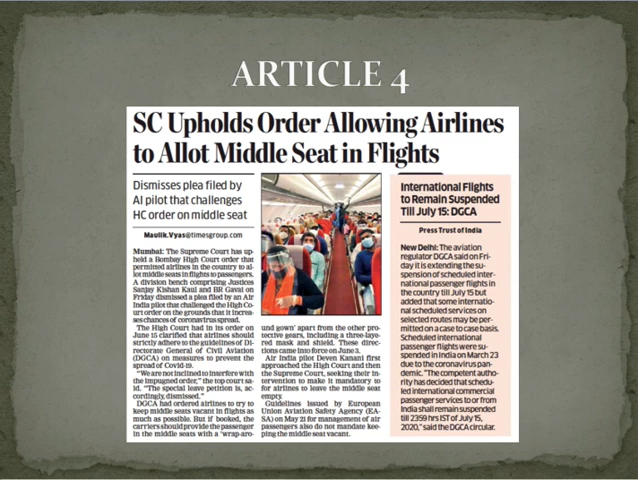 ARTICLE 4
SC Upholds Order Allowing Airlines
to Allot Middle Seat in Flights
Dismisses plea filed by
AI pilot that challenges
HC order on middle seat
Maulik.Vyas@timesgroup.com
Mumbai: The Supreme Court has up-
held a Bombay High Court order that
permitted airlines in the country to al-
lot middle seats in flights to passengers.
A division bench comprising Justices
Sanjay Kishan Kaul and BR Gavai on
Friday dismissed a plea filed by an Air
India pilot that challenged the High Co-
urt order on the grounds that it increa-
ses chances of coronavirus spread.
The High Court had in its order on
June 15 clarified that airlines should
strictly adhere to the guidelines of Di-
rectorate General of Civil Aviation
(DGCA) on measures to prevent the
spread of Covid-19.
"We are not inclined to interfere with
the impugned order," the top court sa-
id. "The special leave petition is, ac-
cordingly, dismissed."
DGCA had ordered airlines to try to
keep middle seats vacant in flights as
much as possible. But if booked, the
carriers should provide the passenger
in the middle seats with a 'wrap-aro-
und gown' apart from the other pro-
tective gears, including a three-laye-
red mask and shield. These direc-
tions came into force on June 3.
Air India pilot Deven Kanani first
approached the High Court and then
the Supreme Court, seeking their in-
tervention to make it mandatory to
for airlines to leave the middle seat
empty.
Guidelines issued by European
Union Aviation Safety Agency (EA-
SA) on May 21 for management of air
passengers also do not mandate kee-
ping the middle seat vacant.
International Flights
to Remain Suspended
Till July 15: DGCA
Press Trust of India
New Delhi: The aviation
regulator DGCA said on Fri-
day it is extending the su-
spension of scheduled inter-
national passenger flights in
the country till July 15 but
added that some internatio-
nal scheduled services on
selected routes may be per-
mitted on a case to case basis.
Scheduled international
passenger flights were su-
spended in India on March 23
due to the coronavirus pan-
demic. "The competent autho-
rity has decided that schedu-
led international commercial
passenger services to or from
India shall remain suspended
till 2359 hrs IST of July 15,
2020," said the DGCA circular.